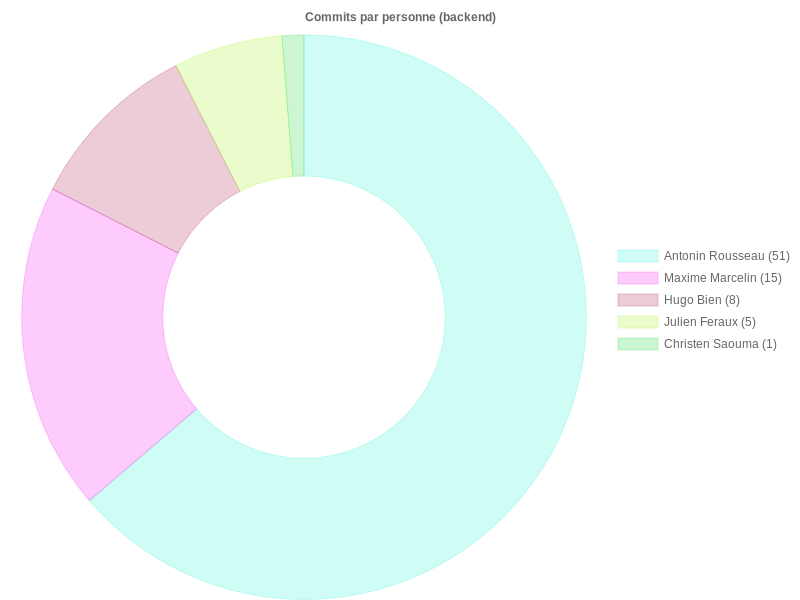 Commits par personne (backend)
Antonin Rousseau (51)
Maxime Marcelin (15)
Hugo Bien (8)
Julien Feraux (5)
Christen Saouma (1)